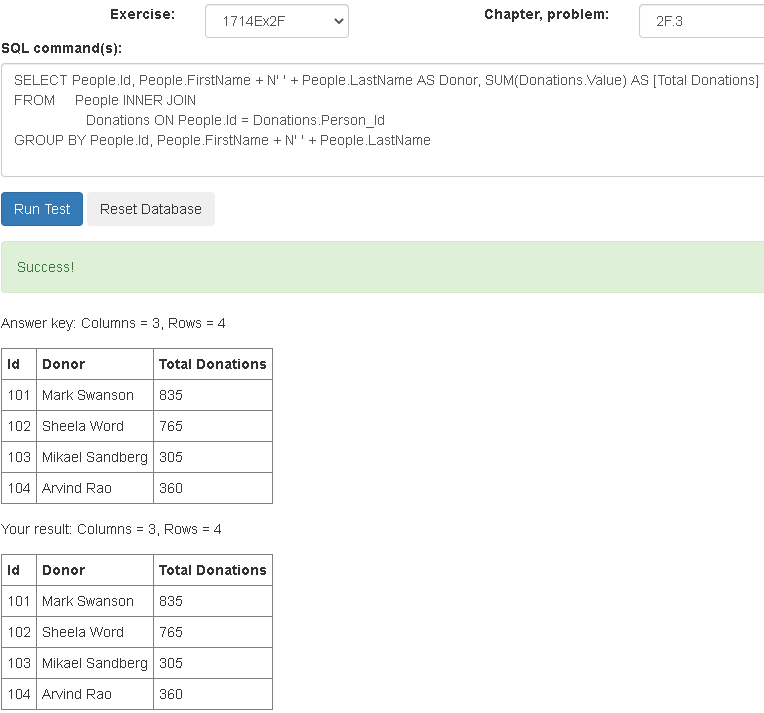 Exercise: 1714Ex2F Chapter, problem: 2F.3
SQL command(s):
SELECT People.Id, People.FirstName + N' ' + People.LastName AS Donor, SUM(Donations.Value) AS [Total Donations]
FROM People INNER JOIN
Donations ON People.Id = Donations.Person_Id
GROUP BY People.Id, People.FirstName + N' ' + People.LastName
Run Test Reset Database
Success!
Answer key: Columns = 3, Rows = 4
Id Donor Total Donations
101 Mark Swanson 835
102 Sheela Word 765
103 Mikael Sandberg 305
104 Arvind Rao 360
Your result: Columns = 3, Rows = 4
Id Donor Total Donations
101 Mark Swanson 835
102 Sheela Word 765
103 Mikael Sandberg 305
104 Arvind Rao 360